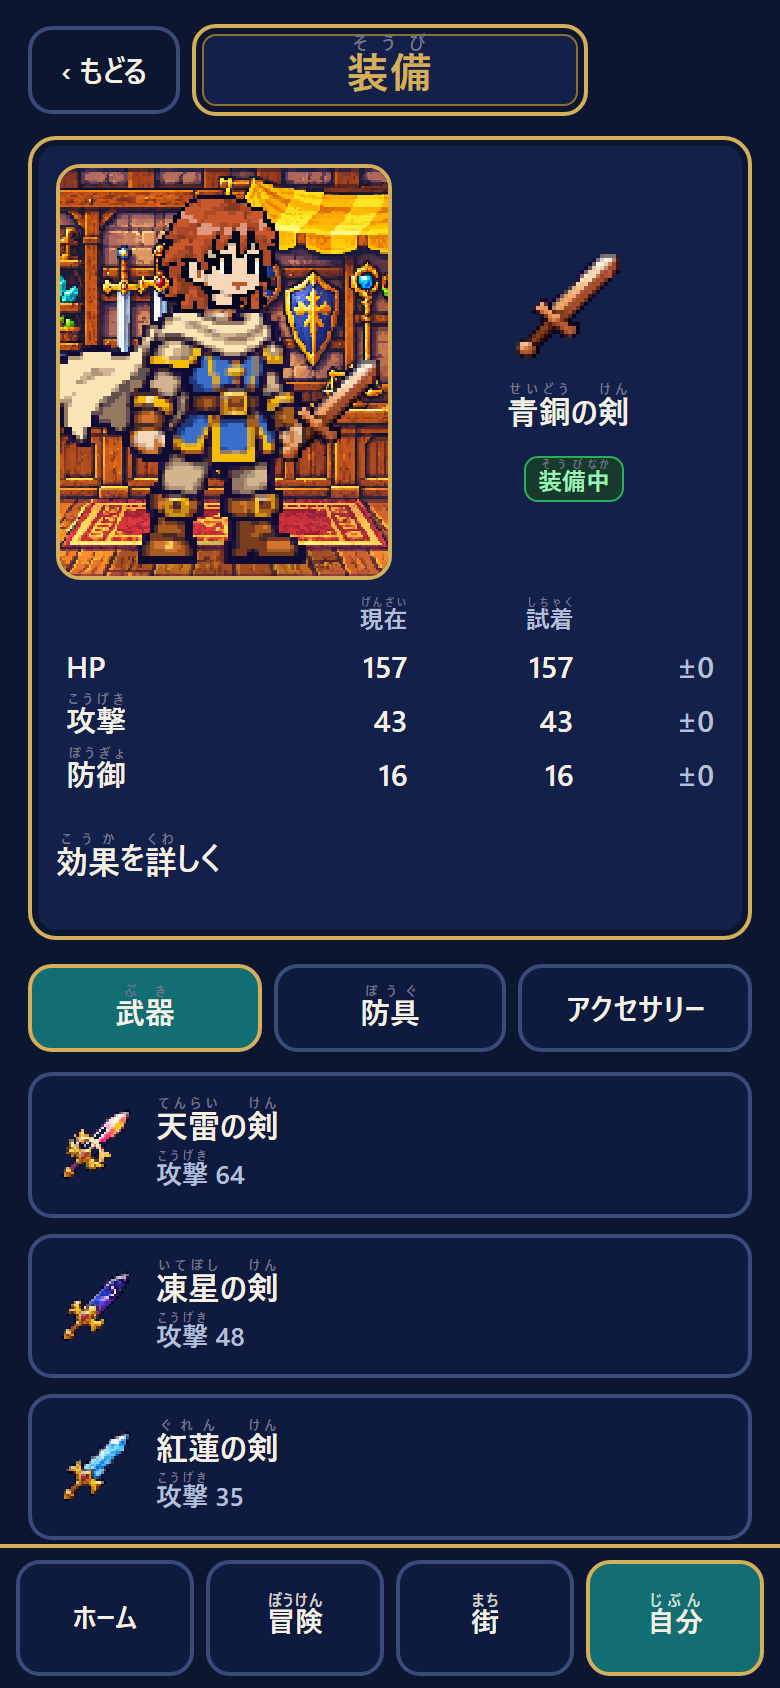 ‹ もどる
そうび
装備
せいどう けん
青銅の剣
そうびなか
装備中
げんざい しちゃく
現在 試着
HP 157 157 ±0
こうげき
攻撃 43 43 ±0
ぼうぎょ
防御 16 16 ±0
こうか くわ
効果を詳しく
ぶき ぼうぐ
武器 防具 アクセサリー
てんらい けん
天雷の剣
こうげき
攻撃 64
いてぼし けん
凍星の剣
こうげき
攻撃 48
ぐれん けん
紅蓮の剣
こうげき
攻撃 35
ぼうけん まち じぶん
ホーム 冒険 街 自分